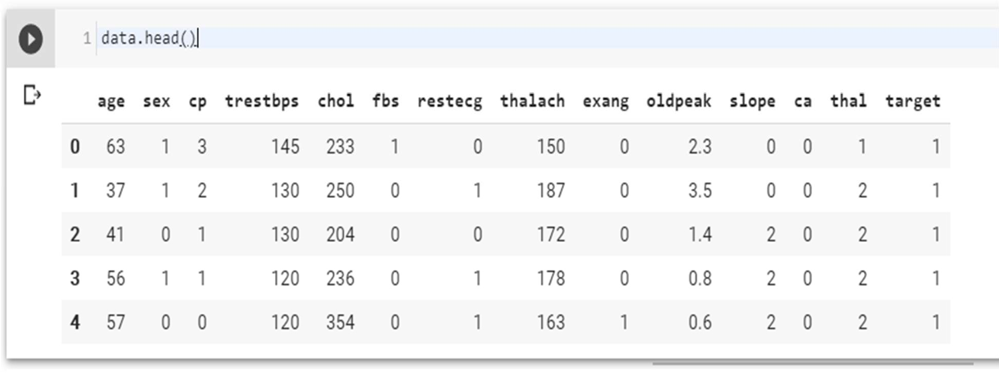 1 data.head()
age sex cp trestbps chol fbs restecg thalach exang oldpeak slope ca thal target
0 63 1 3 145 233 1 0 150 0 2.3 0 0 1 1
1 37 1 2 130 250 0 1 187 0 3.5 0 0 2 1
2 41 0 1 130 204 0 0 172 0 1.4 2 0 2 1
3 56 1 1 120 236 0 1 178 0 0.8 2 0 2 1
4 57 0 0 120 354 0 1 163 1 0.6 2 0 2 1